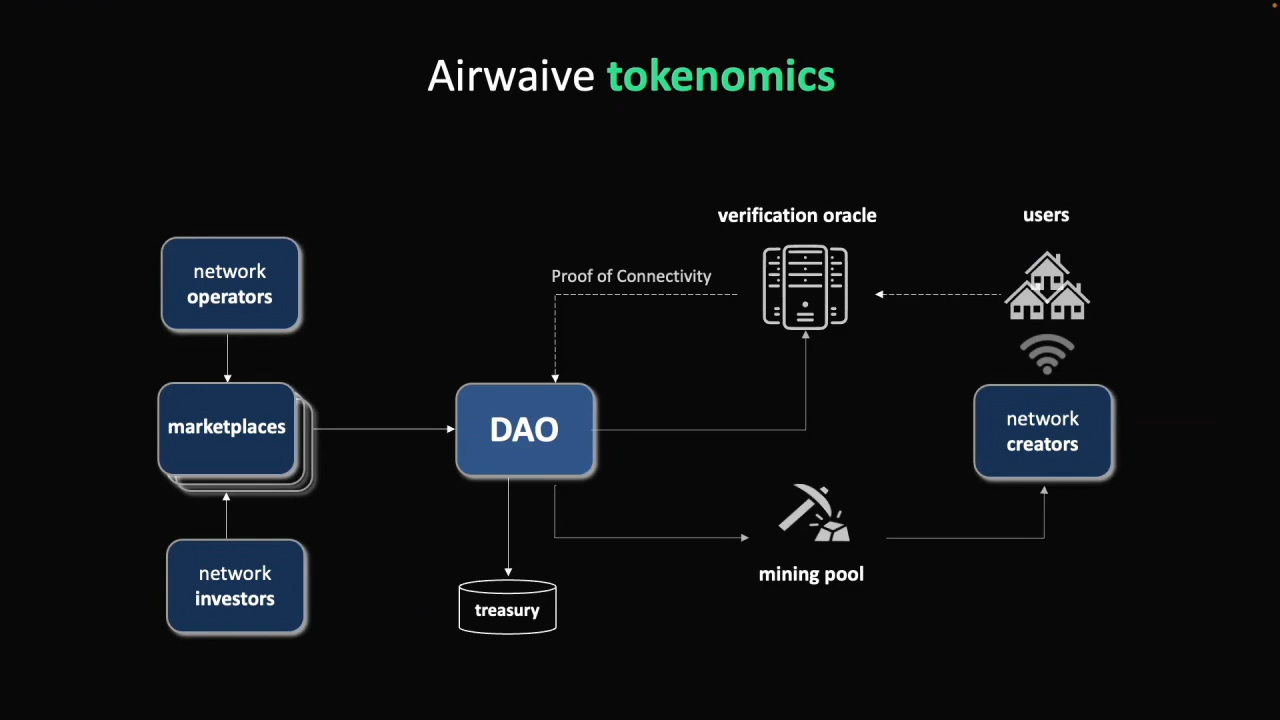 Airwaive tokenomics
verification oracle
users
network
operators
Proof of Connectivity
marketplaces
DAO
network
creators
network
investors
mining pool
treasury